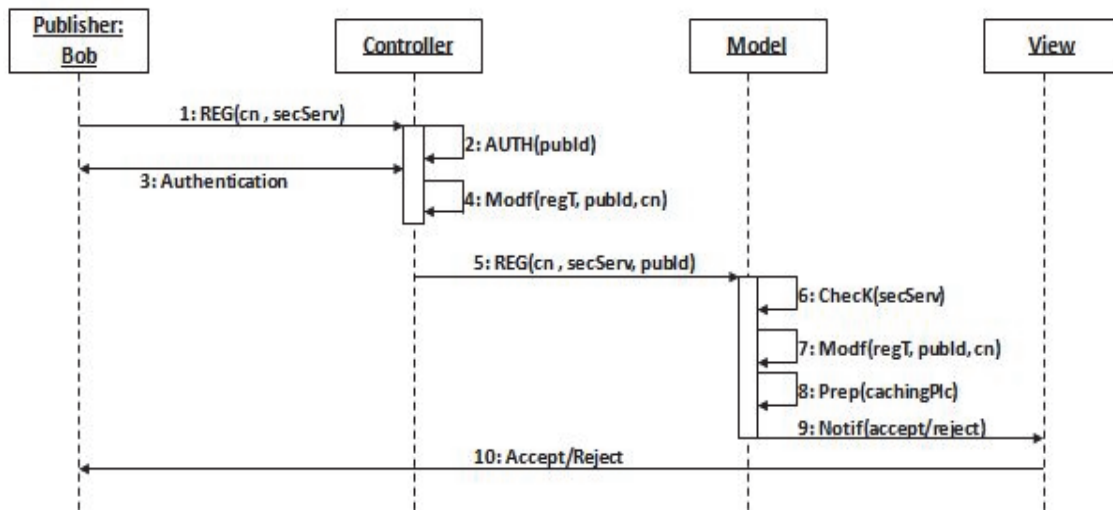 Publisher:
Bob
Controller
Model
View
1: REG(cn , secServ)
2: AUTH(pubId)
3: Authentication
4: Modf(regT, pubId, cn)
5: REG(cn , secServ, pubId)
6: ChecK(secServ)
7: Modf(regT, pubId, cn)
8: Prep(cachingPlc)
9: Notif(accept/reject)
10: Accept/Reject